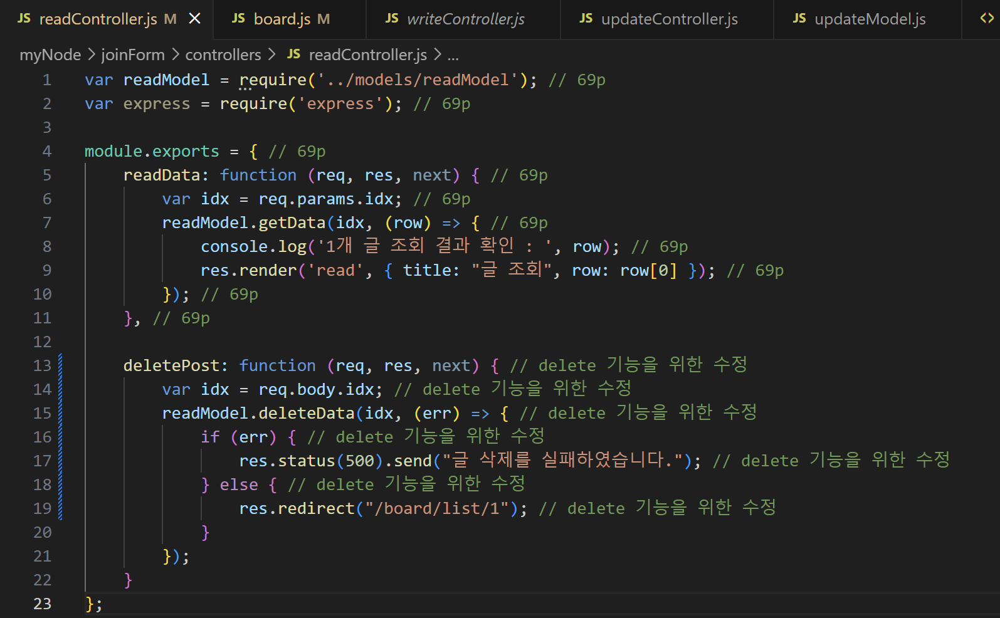 JS readController.js M JS board.js M JS writeController.js JS updateController.js JS updateModel.js
myNode > joinForm > controllers > JS readController.js > ...
1 var readModel = require('../models/readModel'); // 69p
2 var express = require('express'); // 69p
3
4 module.exports = { // 69p
5 readData: function (req, res, next) { // 69p
6 var idx = req.params.idx; // 69p
7 readModel.getData(idx, (row) => { // 69p
8 console.log('1개 글 조회 결과 확인 : ', row); // 69p
9 res.render('read', { title: "글 조회", row: row[0] }); // 69p
10 }); // 69p
11 }, // 69p
12
13 deletePost: function (req, res, next) { // delete 기능을 위한 수정
14 var idx = req.body.idx; // delete 기능을 위한 수정
15 readModel.deleteData(idx, (err) => { // delete 기능을 위한 수정
16 if (err) { // delete 기능을 위한 수정
17 res.status(500).send("글 삭제를 실패하였습니다."); // delete 기능을 위한 수정
18 } else { // delete 기능을 위한 수정
19 res.redirect("/board/list/1"); // delete 기능을 위한 수정
20 }
21 });
22 }
23 };